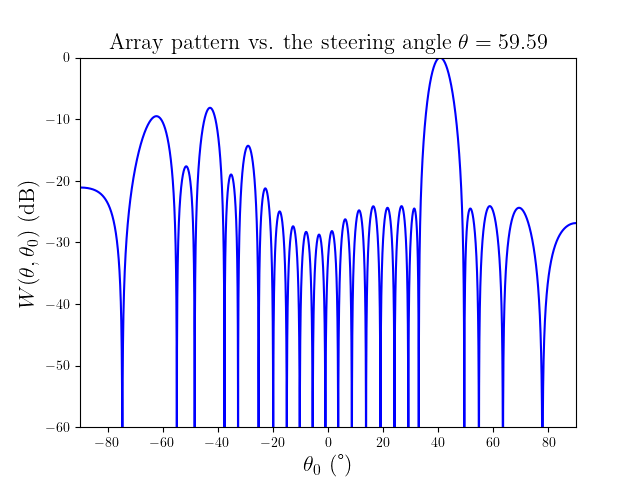 Array pattern vs. the steering angle θ = 59.59
0
−10
−20
−30
−40
−50
−60
W(θ, θ₀) (dB)
−80 −60 −40 −20 0 20 40 60 80
θ₀ (°)